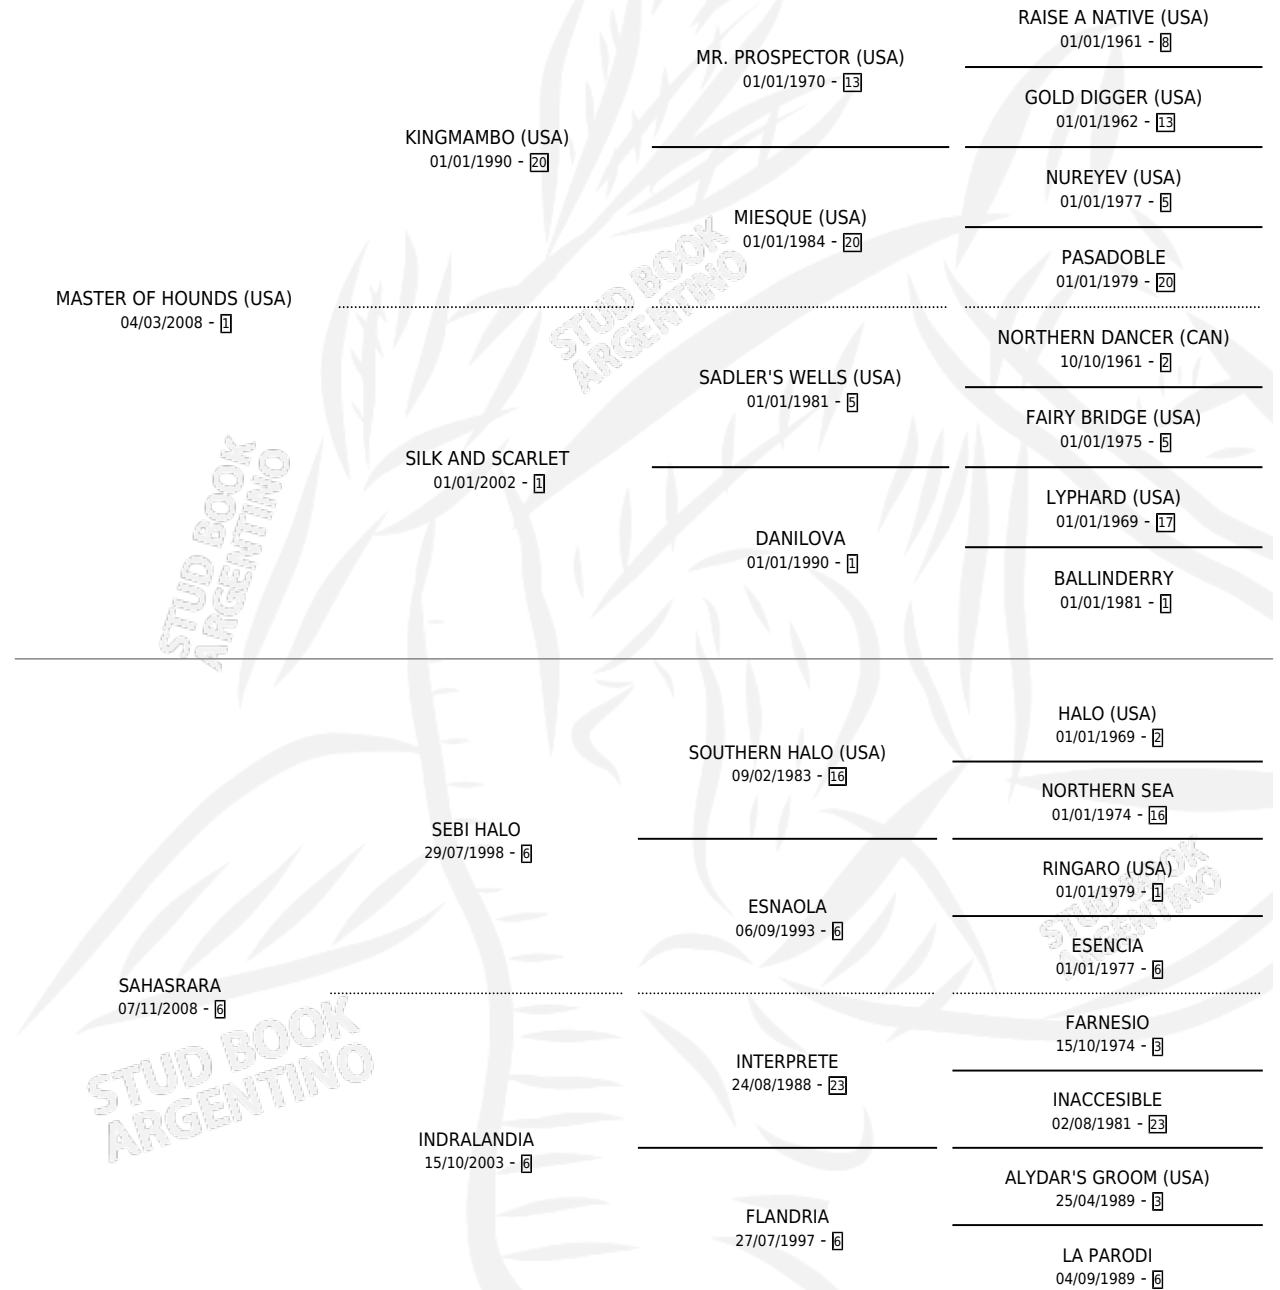 RAISE A NATIVE (USA)
01/01/1961 - 8
MR. PROSPECTOR (USA)
01/01/1970 - 13
GOLD DIGGER (USA)
01/01/1962 - 13
KINGMAMBO (USA)
01/01/1990 - 20
NUREYEV (USA)
01/01/1977 - 5
MIESQUE (USA)
01/01/1984 - 20
PASADOBLE
01/01/1979 - 20
MASTER OF HOUNDS (USA)
04/03/2008 - 1
NORTHERN DANCER (CAN)
10/10/1961 - 2
SADLER'S WELLS (USA)
01/01/1981 - 5
FAIRY BRIDGE (USA)
01/01/1975 - 5
SILK AND SCARLET
01/01/2002 - 1
LYPHARD (USA)
01/01/1969 - 17
DANILOVA
01/01/1990 - 1
BALLINDERRY
01/01/1981 - 1
HALO (USA)
01/01/1969 - 2
SOUTHERN HALO (USA)
09/02/1983 - 16
NORTHERN SEA
01/01/1974 - 16
SEBI HALO
29/07/1998 - 6
RINGARO (USA)
01/01/1979 - 1
ESNAOLA
06/09/1993 - 6
ESENCIA
01/01/1977 - 6
SAHASRARA
07/11/2008 - 6
FARNESIO
15/10/1974 - 3
INTERPRETE
24/08/1988 - 23
INACCESIBLE
02/08/1981 - 23
INDRALANDIA
15/10/2003 - 6
ALYDAR'S GROOM (USA)
25/04/1989 - 3
FLANDRIA
27/07/1997 - 6
LA PARODI
04/09/1989 - 6
STUD BOOK
ARGENTINO
STUD BOOK
ARGENTINO
STUD BOOK
ARGENTINO
STUD BOOK
ARGENTINO